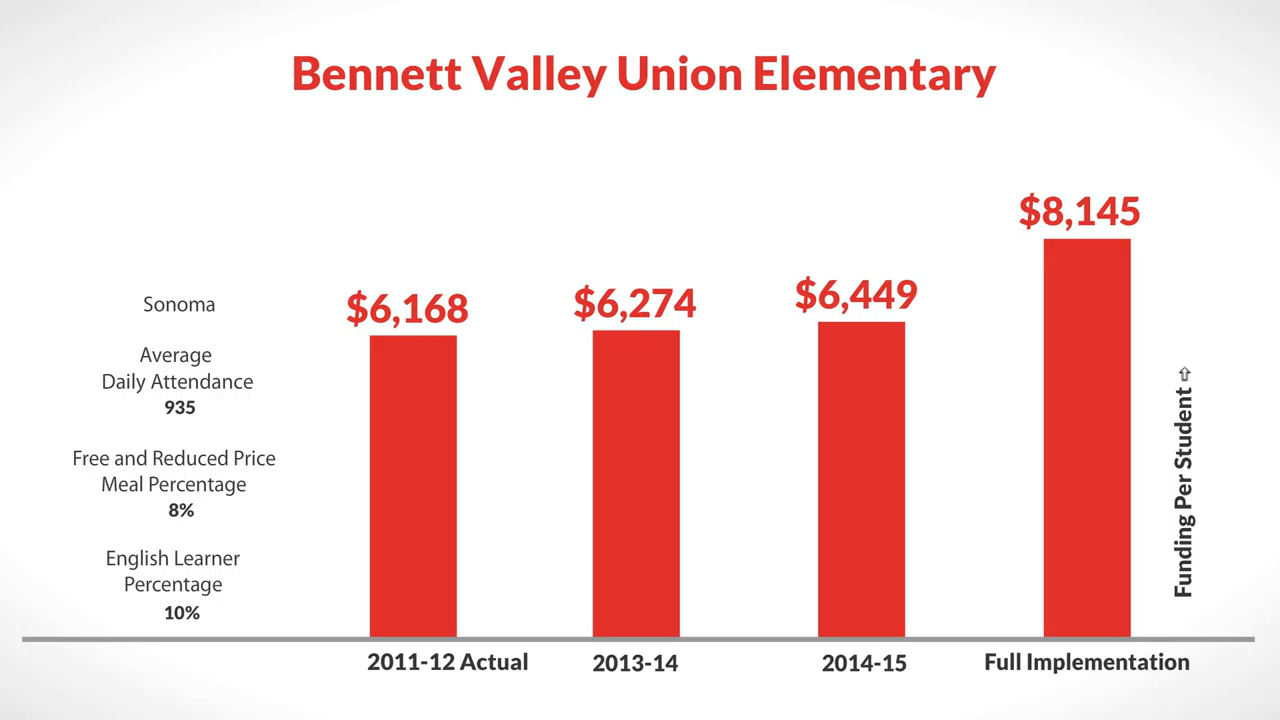 Bennett Valley Union Elementary
Sonoma
Average
Daily Attendance
935
Free and Reduced Price
Meal Percentage
8%
English Learner
Percentage
10%
$6,168
$6,274
$6,449
$8,145
2011-12 Actual
2013-14
2014-15
Full Implementation
Funding Per Student ⇨